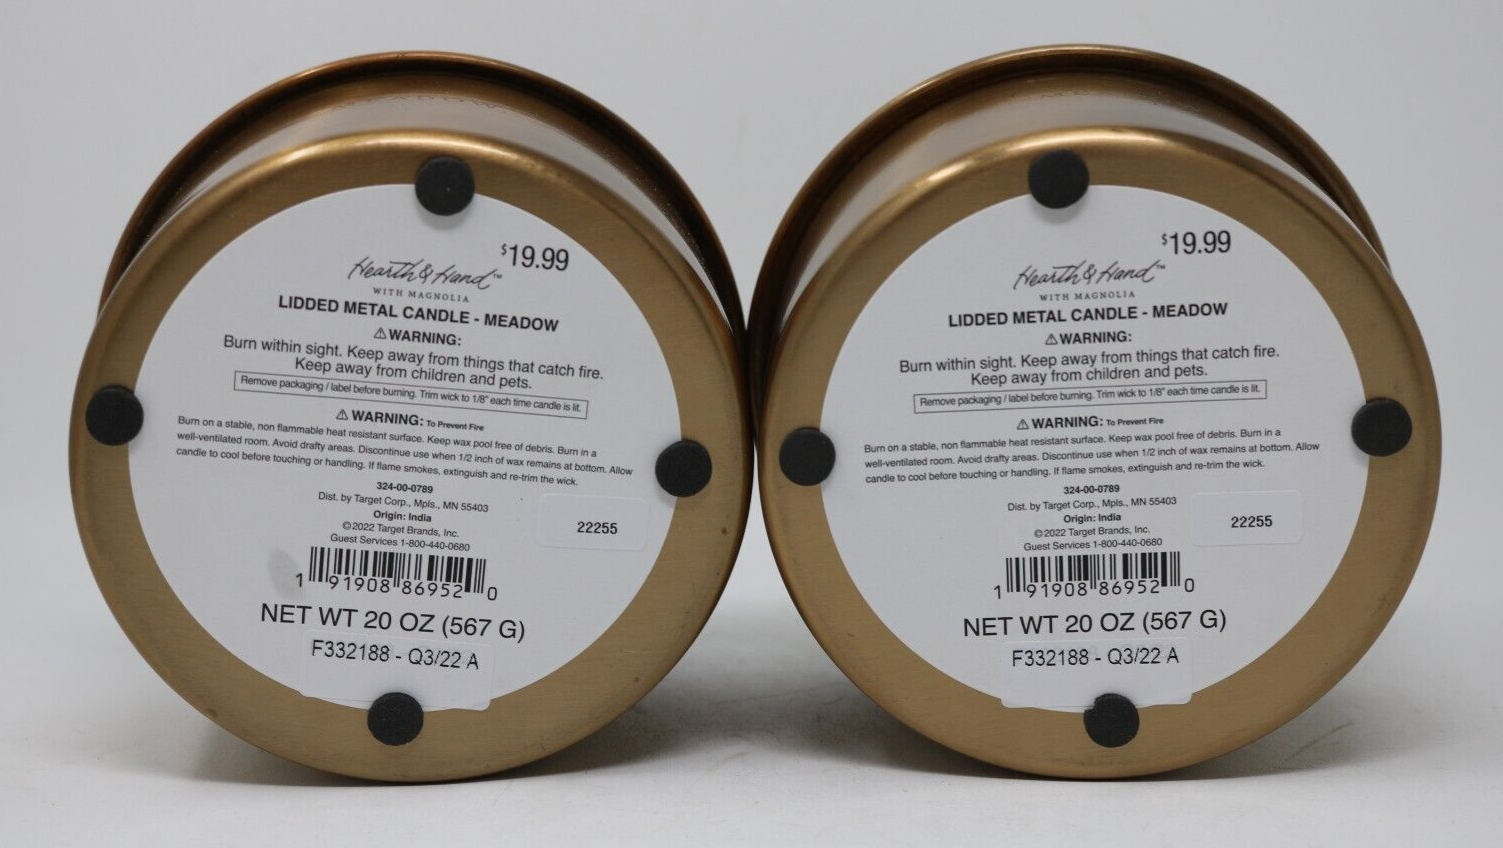 $19.99
Hearth & Hand™
WITH MAGNOLIA
LIDDED METAL CANDLE - MEADOW
⚠WARNING:
Burn within sight. Keep away from things that catch fire.
Keep away from children and pets.
Remove packaging / label before burning. Trim wick to 1/8" each time candle is lit.
⚠ WARNING: To Prevent Fire
Burn on a stable, non flammable heat resistant surface. Keep wax pool free of debris. Burn in a
well-ventilated room. Avoid drafty areas. Discontinue use when 1/2 inch of wax remains at bottom. Allow
candle to cool before touching or handling. If flame smokes, extinguish and re-trim the wick.
324-00-0789
Dist. by Target Corp., Mpls., MN 55403
Origin: India
©2022 Target Brands, Inc.
Guest Services 1-800-440-0680
22255
1 91908 86952 0
NET WT 20 OZ (567 G)
F332188 - Q3/22 A
$19.99
Hearth & Hand™
WITH MAGNOLIA
LIDDED METAL CANDLE - MEADOW
⚠WARNING:
Burn within sight. Keep away from things that catch fire.
Keep away from children and pets.
Remove packaging / label before burning. Trim wick to 1/8" each time candle is lit.
⚠ WARNING: To Prevent Fire
Burn on a stable, non flammable heat resistant surface. Keep wax pool free of debris. Burn in a
well-ventilated room. Avoid drafty areas. Discontinue use when 1/2 inch of wax remains at bottom. Allow
candle to cool before touching or handling. If flame smokes, extinguish and re-trim the wick.
324-00-0789
Dist. by Target Corp., Mpls., MN 55403
Origin: India
©2022 Target Brands, Inc.
Guest Services 1-800-440-0680
22255
1 91908 86952 0
NET WT 20 OZ (567 G)
F332188 - Q3/22 A